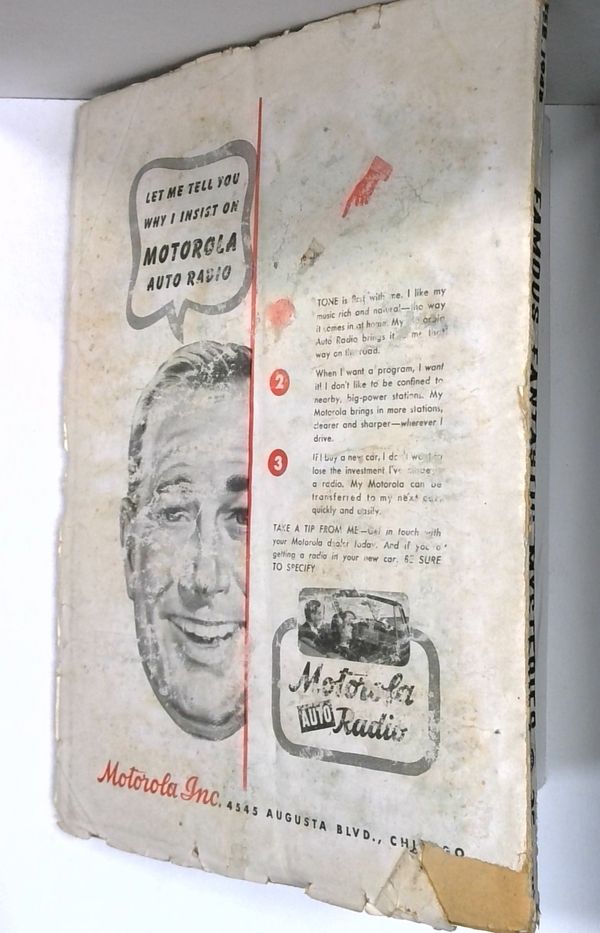 LET ME TELL YOU
WHY I INSIST ON
MOTOROLA
AUTO RADIO
TONE is first with me. I like my
music rich and natural—the way
it comes in at home. My
Auto Radio brings it
way on the road.
2
When I want a program, I want
it! I don't like to be confined to
nearby, big-power stations. My
Motorola brings in more stations,
clearer and sharper—wherever I
drive.
3
If I buy a new car, I don't want to
lose the investment I've
a radio. My Motorola can be
transferred to my next car,
quickly and easily.
TAKE A TIP FROM ME—Get in touch with
your Motorola dealer today. And if you're
getting a radio in your new car, BE SURE
TO SPECIFY
Motorola
AUTO Radio
Motorola Inc. 4545 AUGUSTA BLVD., CHICAGO
FAMOUS FANTASTIC MYSTERIES